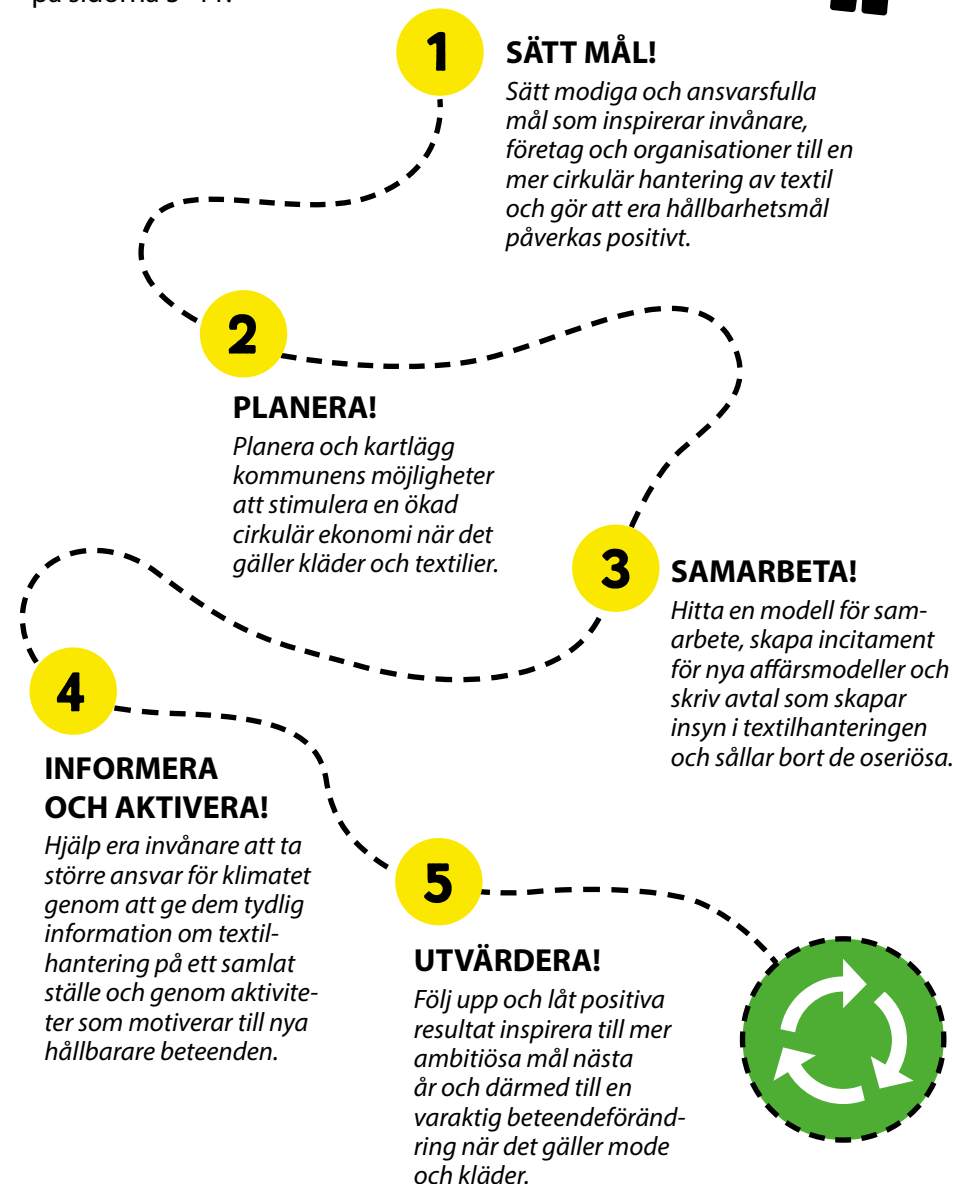 1
SÄTT MÅL!
Sätt modiga och ansvarsfulla
mål som inspirerar invånare,
företag och organisationer till en
mer cirkulär hantering av textil
och gör att era hållbarhetsmål
påverkas positivt.
2
PLANERA!
Planera och kartlägg
kommunens möjligheter
att stimulera en ökad
cirkulär ekonomi när det
gäller kläder och textilier.
3
SAMARBETA!
Hitta en modell för sam-
arbete, skapa incitament
för nya affärsmodeller och
skriv avtal som skapar
insyn i textilhanteringen
och sållar bort de oseriösa.
4
INFORMERA
OCH AKTIVERA!
Hjälp era invånare att ta
större ansvar för klimatet
genom att ge dem tydlig
information om textil-
hantering på ett samlat
ställe och genom aktivite-
ter som motiverar till nya
hållbarare beteenden.
5
UTVÄRDERA!
Följ upp och låt positiva
resultat inspirera till mer
ambitiösa mål nästa
år och därmed till en
varaktig beteendeföränd-
ring när det gäller mode
och kläder.